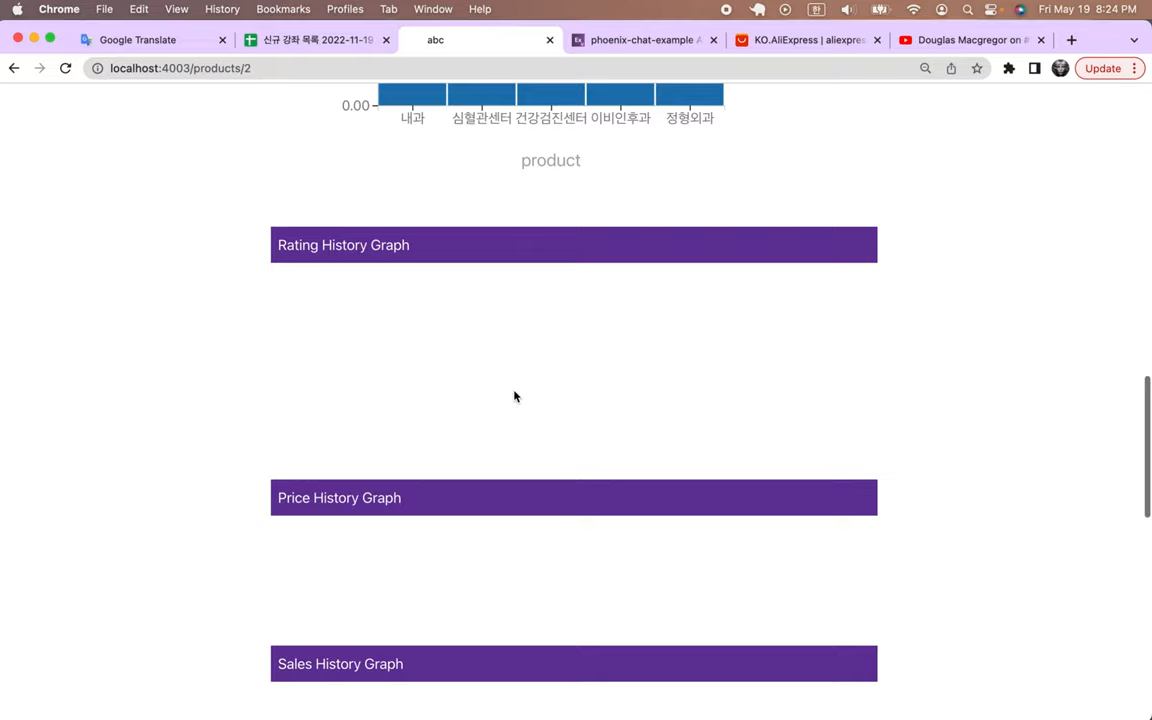 Chrome File Edit View History Bookmarks Profiles Tab Window Help 한 Fri May 19 8:24 PM
Google Translate 신규 강좌 목록 2022-11-19 abc phoenix-chat-example KO.AliExpress | aliexpres Douglas Macgregor on
localhost:4003/products/2 Update
0.00
내과 심혈관센터 건강검진센터 이비인후과 정형외과
product
Rating History Graph
Price History Graph
Sales History Graph